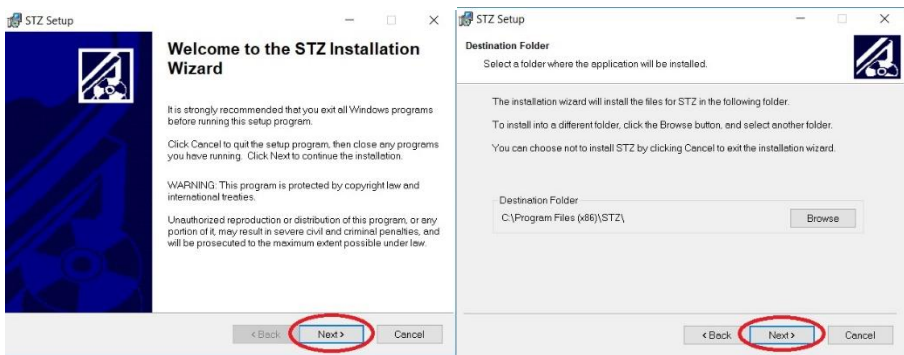 STZ Setup
Welcome to the STZ Installation
Wizard
It is strongly recommended that you exit all Windows programs
before running this setup program.
Click Cancel to quit the setup program, then close any programs
you have running. Click Next to continue the installation.
WARNING: This program is protected by copyright law and
international treaties.
Unauthorized reproduction or distribution of this program, or any
portion of it, may result in severe civil and criminal penalties, and
will be prosecuted to the maximum extent possible under law.
< Back
Next >
Cancel
STZ Setup
Destination Folder
Select a folder where the application will be installed.
The installation wizard will install the files for STZ in the following folder.
To install into a different folder, click the Browse button, and select another folder.
You can choose not to install STZ by clicking Cancel to exit the installation wizard.
Destination Folder
C:\Program Files (x86)\STZ\
Browse
< Back
Next >
Cancel